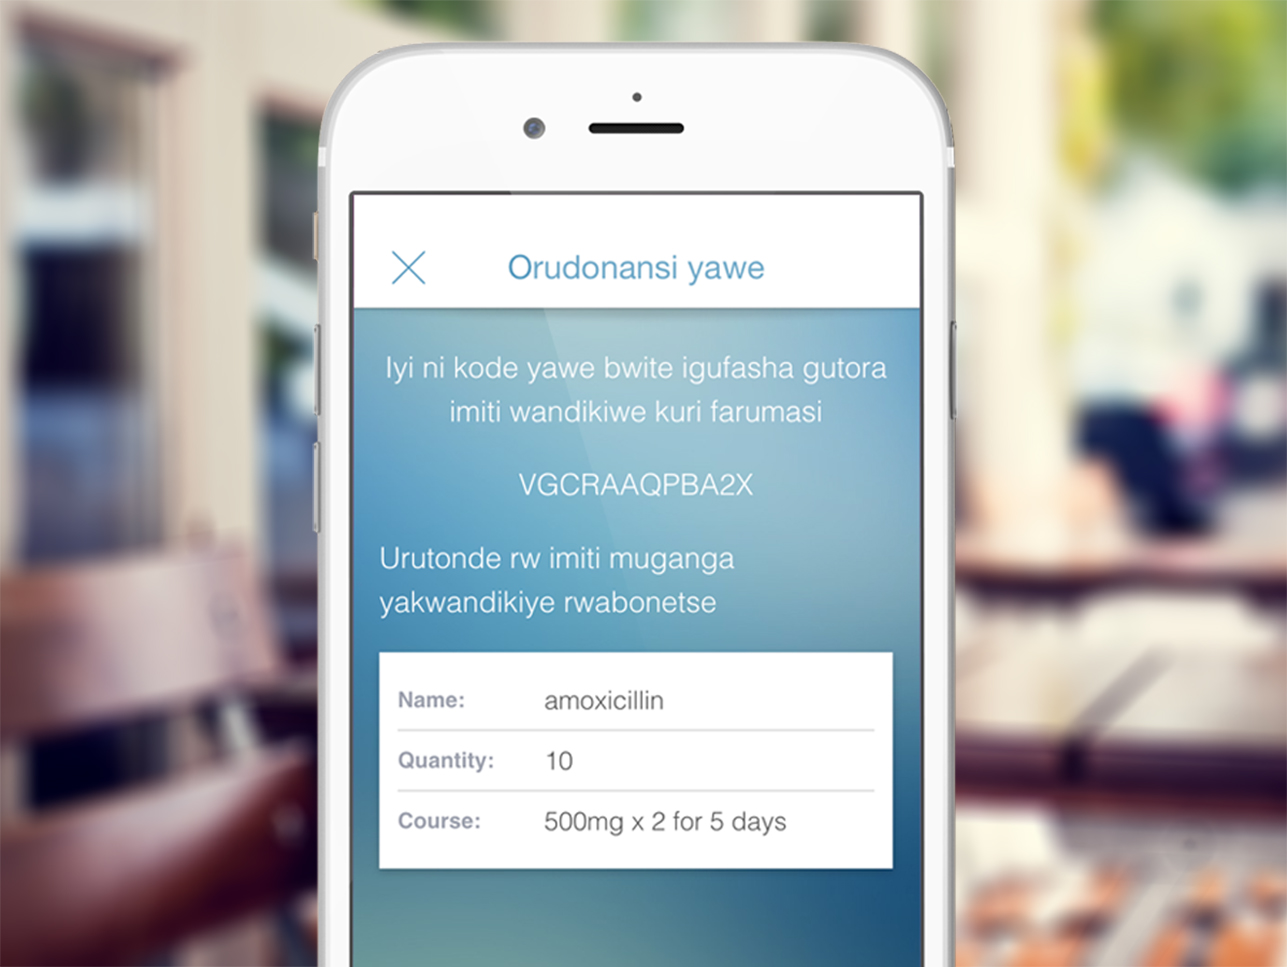 Orudonansi yawe
Iyi ni kode yawe bwite igufasha gutora
imiti wandikiwe kuri farumasi
VGCRAAQPBA2X
Urutonde rw imiti muganga
yakwandikiye rwabonetse
Name: amoxicillin
Quantity: 10
Course: 500mg x 2 for 5 days